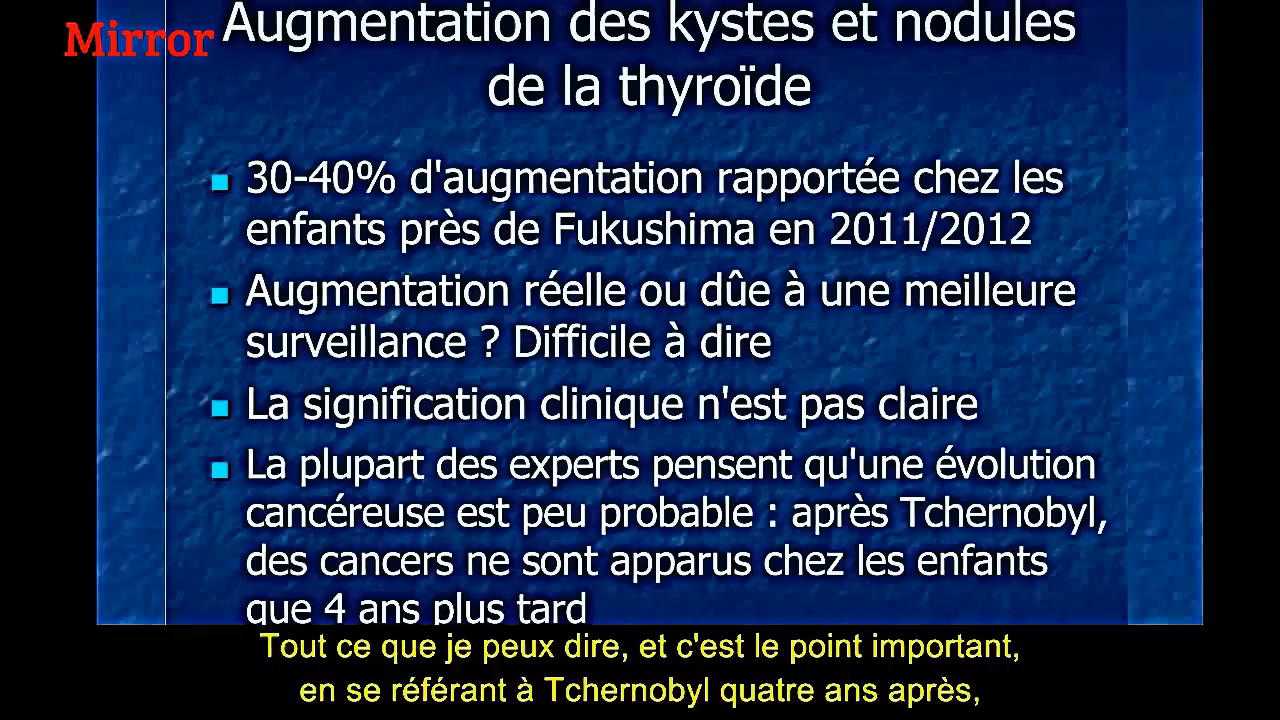 Mirror
Augmentation des kystes et nodules
de la thyroïde
30-40% d'augmentation rapportée chez les
enfants près de Fukushima en 2011/2012
Augmentation réelle ou dûe à une meilleure
surveillance ? Difficile à dire
La signification clinique n'est pas claire
La plupart des experts pensent qu'une évolution
cancéreuse est peu probable : après Tchernobyl,
des cancers ne sont apparus chez les enfants
que 4 ans plus tard
Tout ce que je peux dire, et c'est le point important,
en se référant à Tchernobyl quatre ans après,